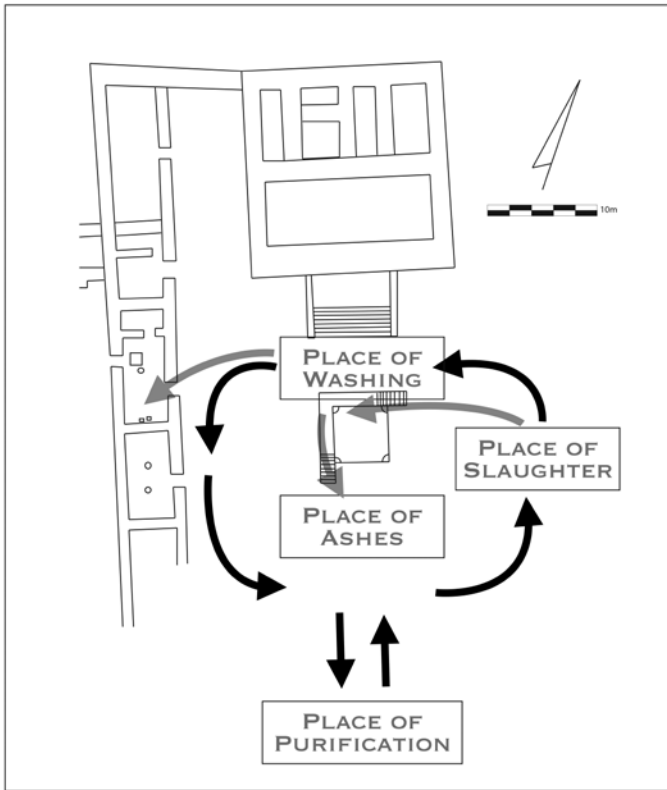 10m
PLACE OF
WASHING
PLACE OF
SLAUGHTER
PLACE OF
ASHES
PLACE OF
PURIFICATION